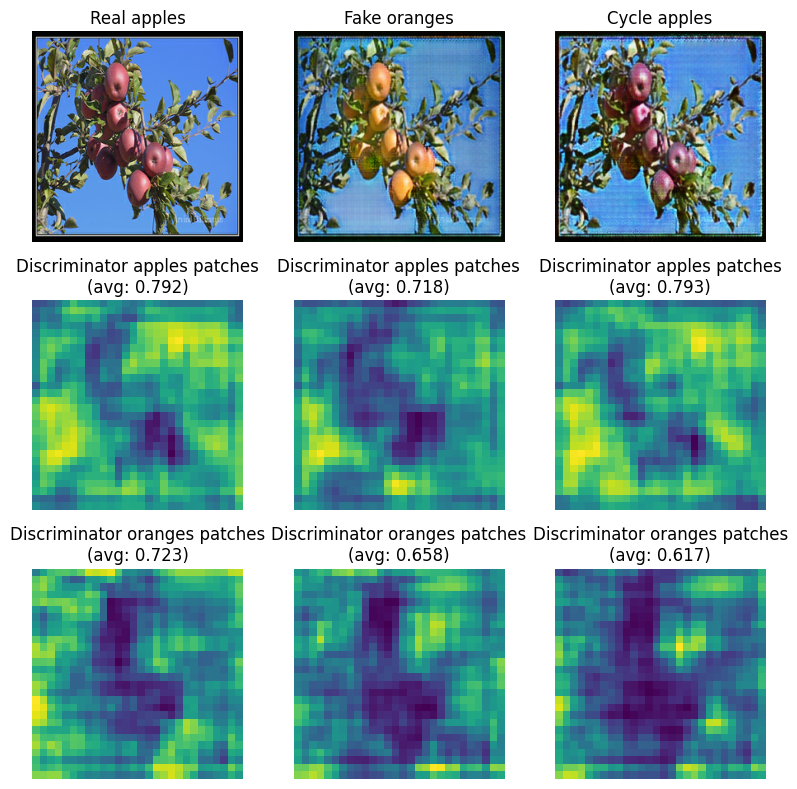 Real apples
Fake oranges
Cycle apples
Discriminator apples patches
(avg: 0.792)
Discriminator apples patches
(avg: 0.718)
Discriminator apples patches
(avg: 0.793)
Discriminator oranges patches
(avg: 0.723)
Discriminator oranges patches
(avg: 0.658)
Discriminator oranges patches
(avg: 0.617)